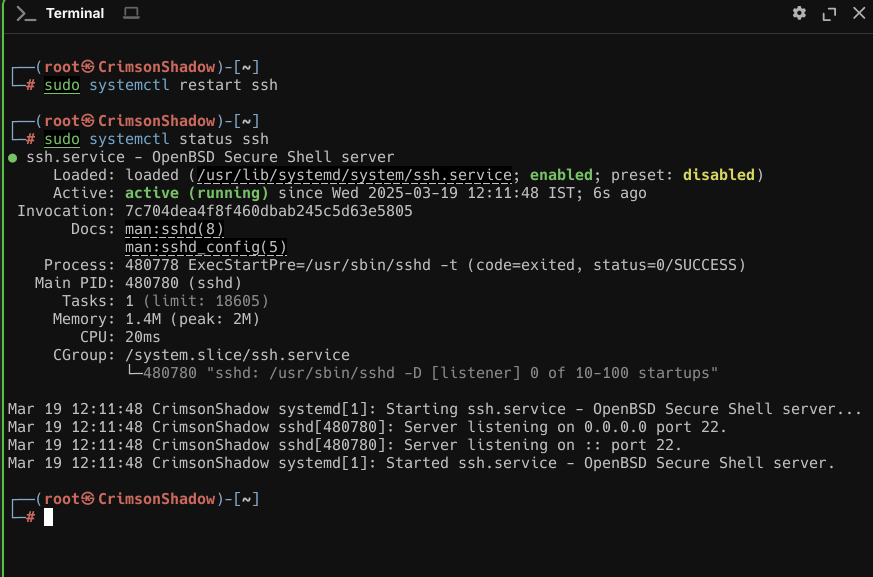 Terminal
┌──(root㉿CrimsonShadow)-[~]
└─# sudo systemctl restart ssh
┌──(root㉿CrimsonShadow)-[~]
└─# sudo systemctl status ssh
● ssh.service - OpenBSD Secure Shell server
Loaded: loaded (/usr/lib/systemd/system/ssh.service; enabled; preset: disabled)
Active: active (running) since Wed 2025-03-19 12:11:48 IST; 6s ago
Invocation: 7c704dea4f8f460dbab245c5d63e5805
Docs: man:sshd(8)
man:sshd_config(5)
Process: 480778 ExecStartPre=/usr/sbin/sshd -t (code=exited, status=0/SUCCESS)
Main PID: 480780 (sshd)
Tasks: 1 (limit: 18605)
Memory: 1.4M (peak: 2M)
CPU: 20ms
CGroup: /system.slice/ssh.service
└─480780 "sshd: /usr/sbin/sshd -D [listener] 0 of 10-100 startups"
Mar 19 12:11:48 CrimsonShadow systemd[1]: Starting ssh.service - OpenBSD Secure Shell server...
Mar 19 12:11:48 CrimsonShadow sshd[480780]: Server listening on 0.0.0.0 port 22.
Mar 19 12:11:48 CrimsonShadow sshd[480780]: Server listening on :: port 22.
Mar 19 12:11:48 CrimsonShadow systemd[1]: Started ssh.service - OpenBSD Secure Shell server.
┌──(root㉿CrimsonShadow)-[~]
└─#